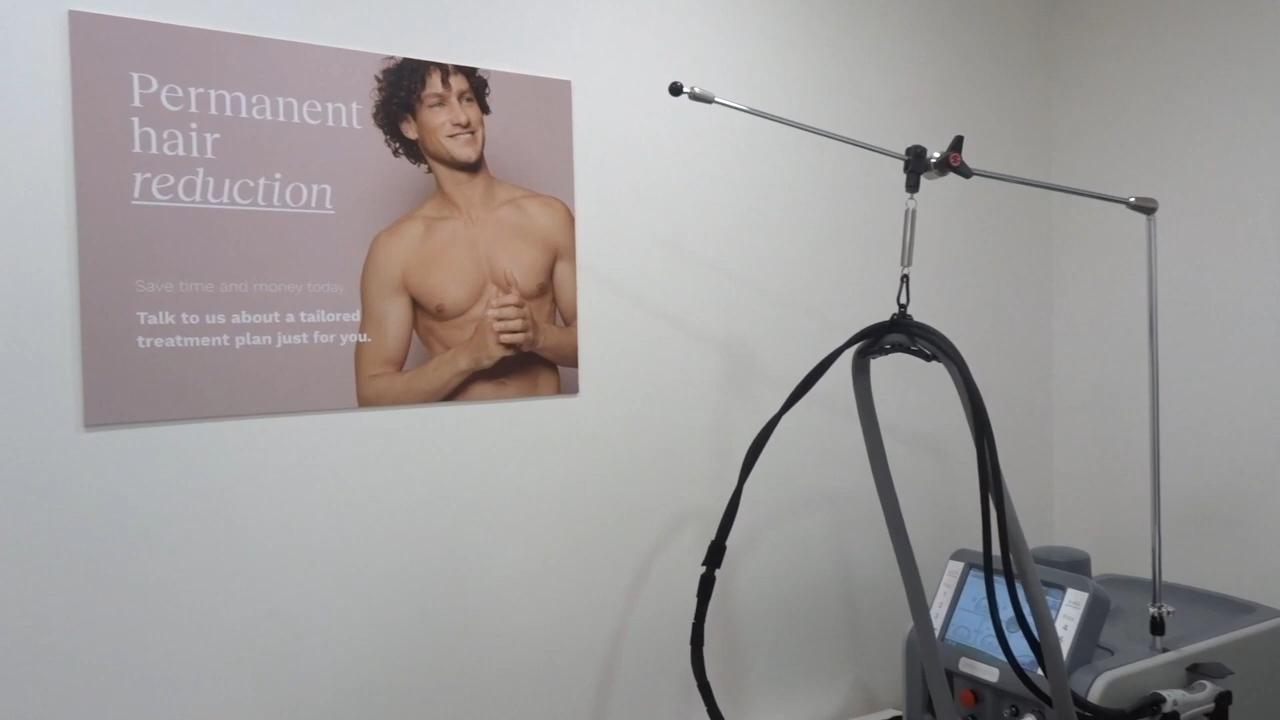 Permanent
hair
reduction
Save time and money today.
Talk to us about a tailored
treatment plan just for you.